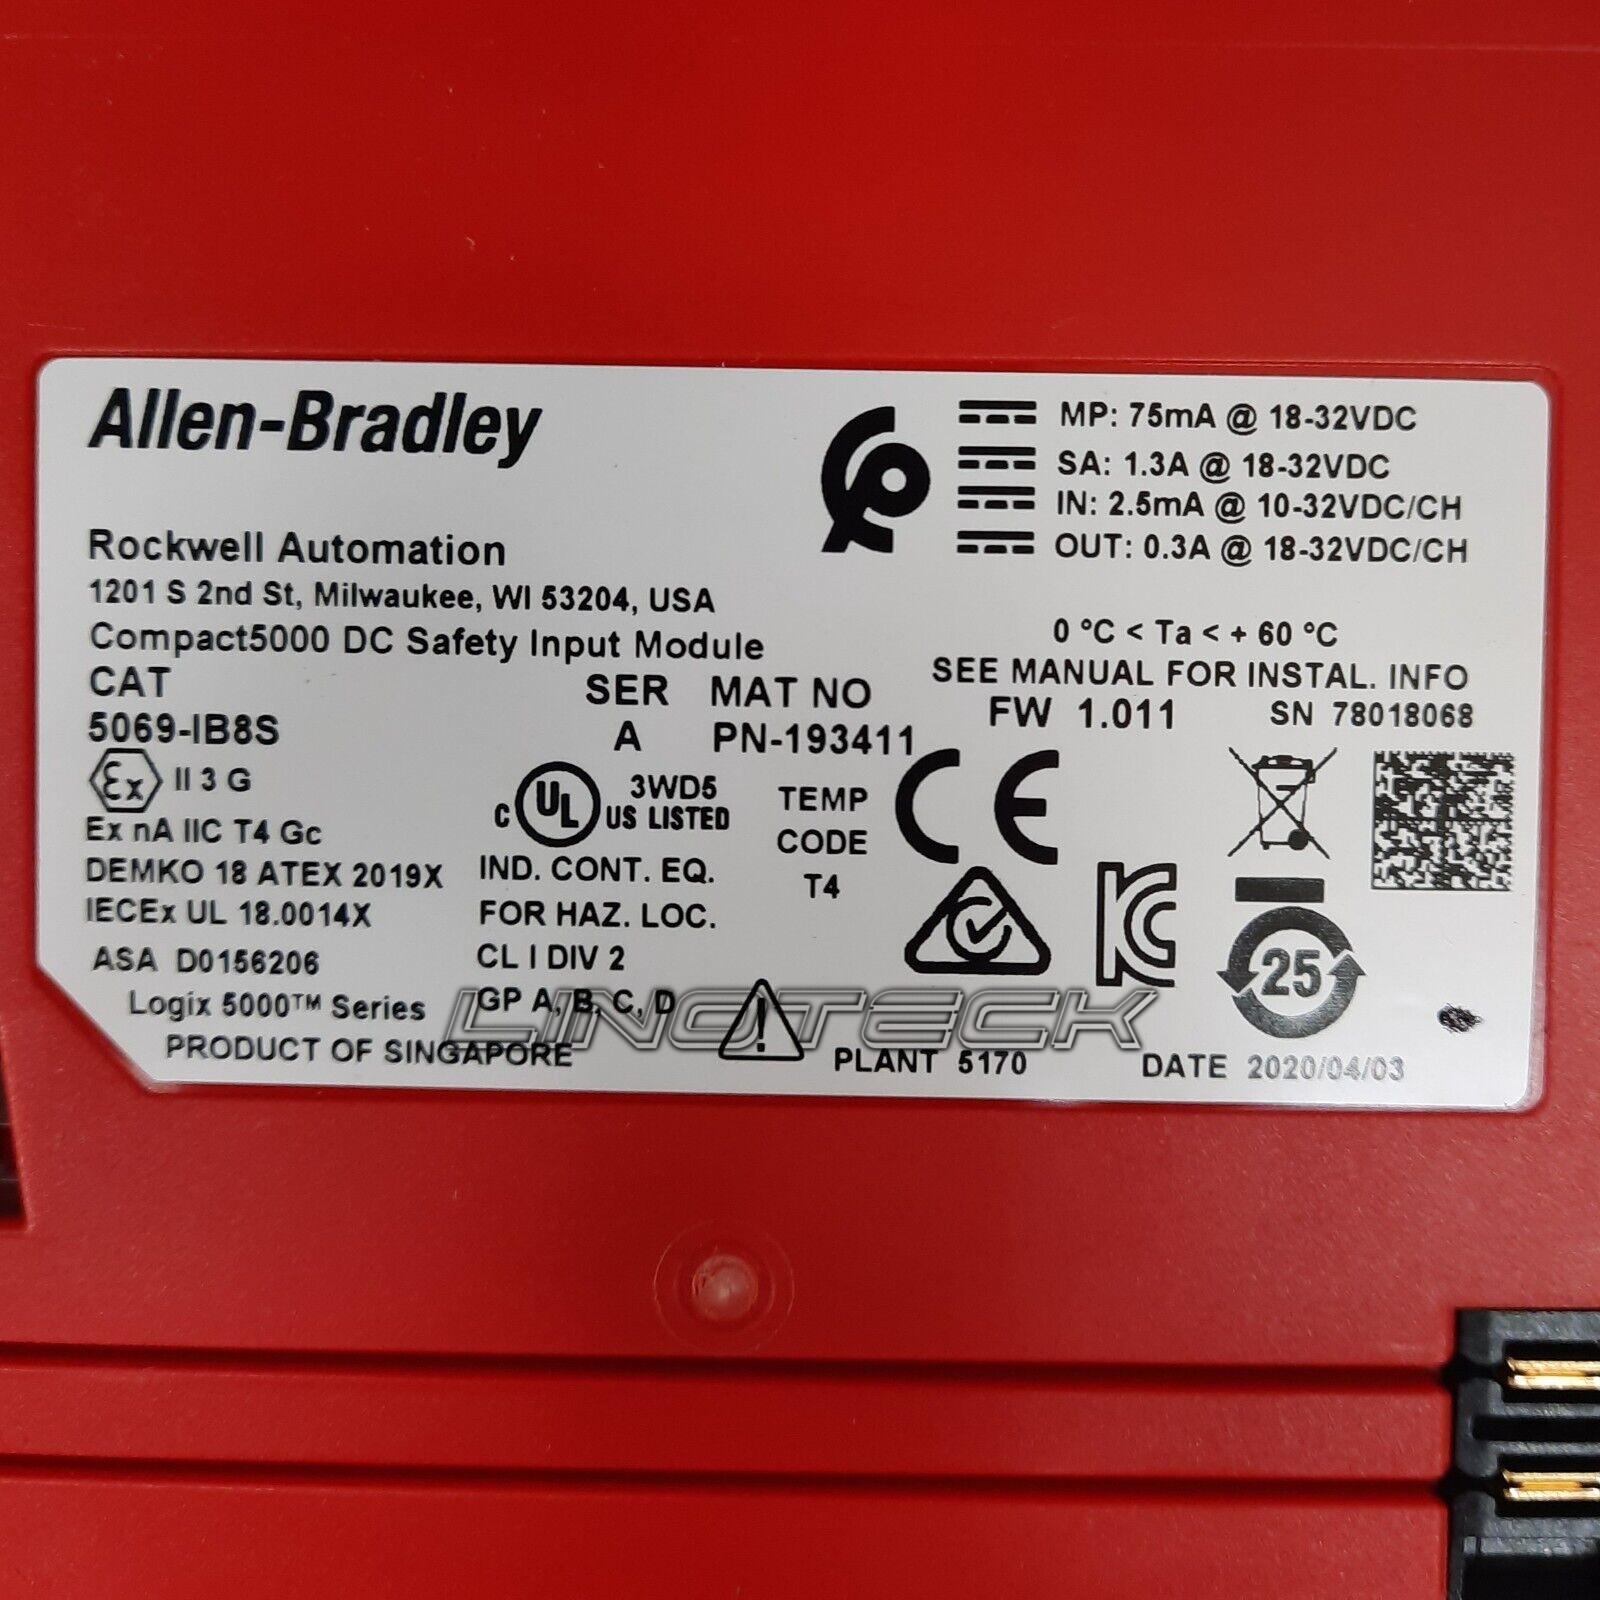 Allen-Bradley
Rockwell Automation
1201 S 2nd St, Milwaukee, WI 53204, USA
Compact5000 DC Safety Input Module
CAT
5069-IB8S
SER
A
MAT NO
PN-193411
MP: 75mA @ 18-32VDC
SA: 1.3A @ 18-32VDC
IN: 2.5mA @ 10-32VDC/CH
OUT: 0.3A @ 18-32VDC/CH
0 °C < Ta < + 60 °C
SEE MANUAL FOR INSTAL. INFO
FW 1.011
SN 78018068
Ex II 3 G
Ex nA IIC T4 Gc
DEMKO 18 ATEX 2019X
IECEx UL 18.0014X
ASA D0156206
Logix 5000™ Series
PRODUCT OF SINGAPORE
C UL US LISTED
3WD5
IND. CONT. EQ.
FOR HAZ. LOC.
CL I DIV 2
GP A, B, C, D
TEMP
CODE
T4
CE
KC
25
!
PLANT 5170
DATE 2020/04/03
LINOTECK